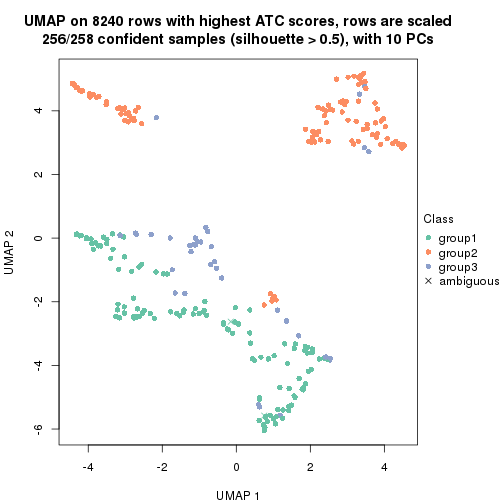 UMAP on 8240 rows with highest ATC scores, rows are scaled
256/258 confident samples (silhouette > 0.5), with 10 PCs
UMAP 2
4
2
0
-2
-4
-6
-4
-2
0
2
4
UMAP 1
Class
group1
group2
group3
ambiguous